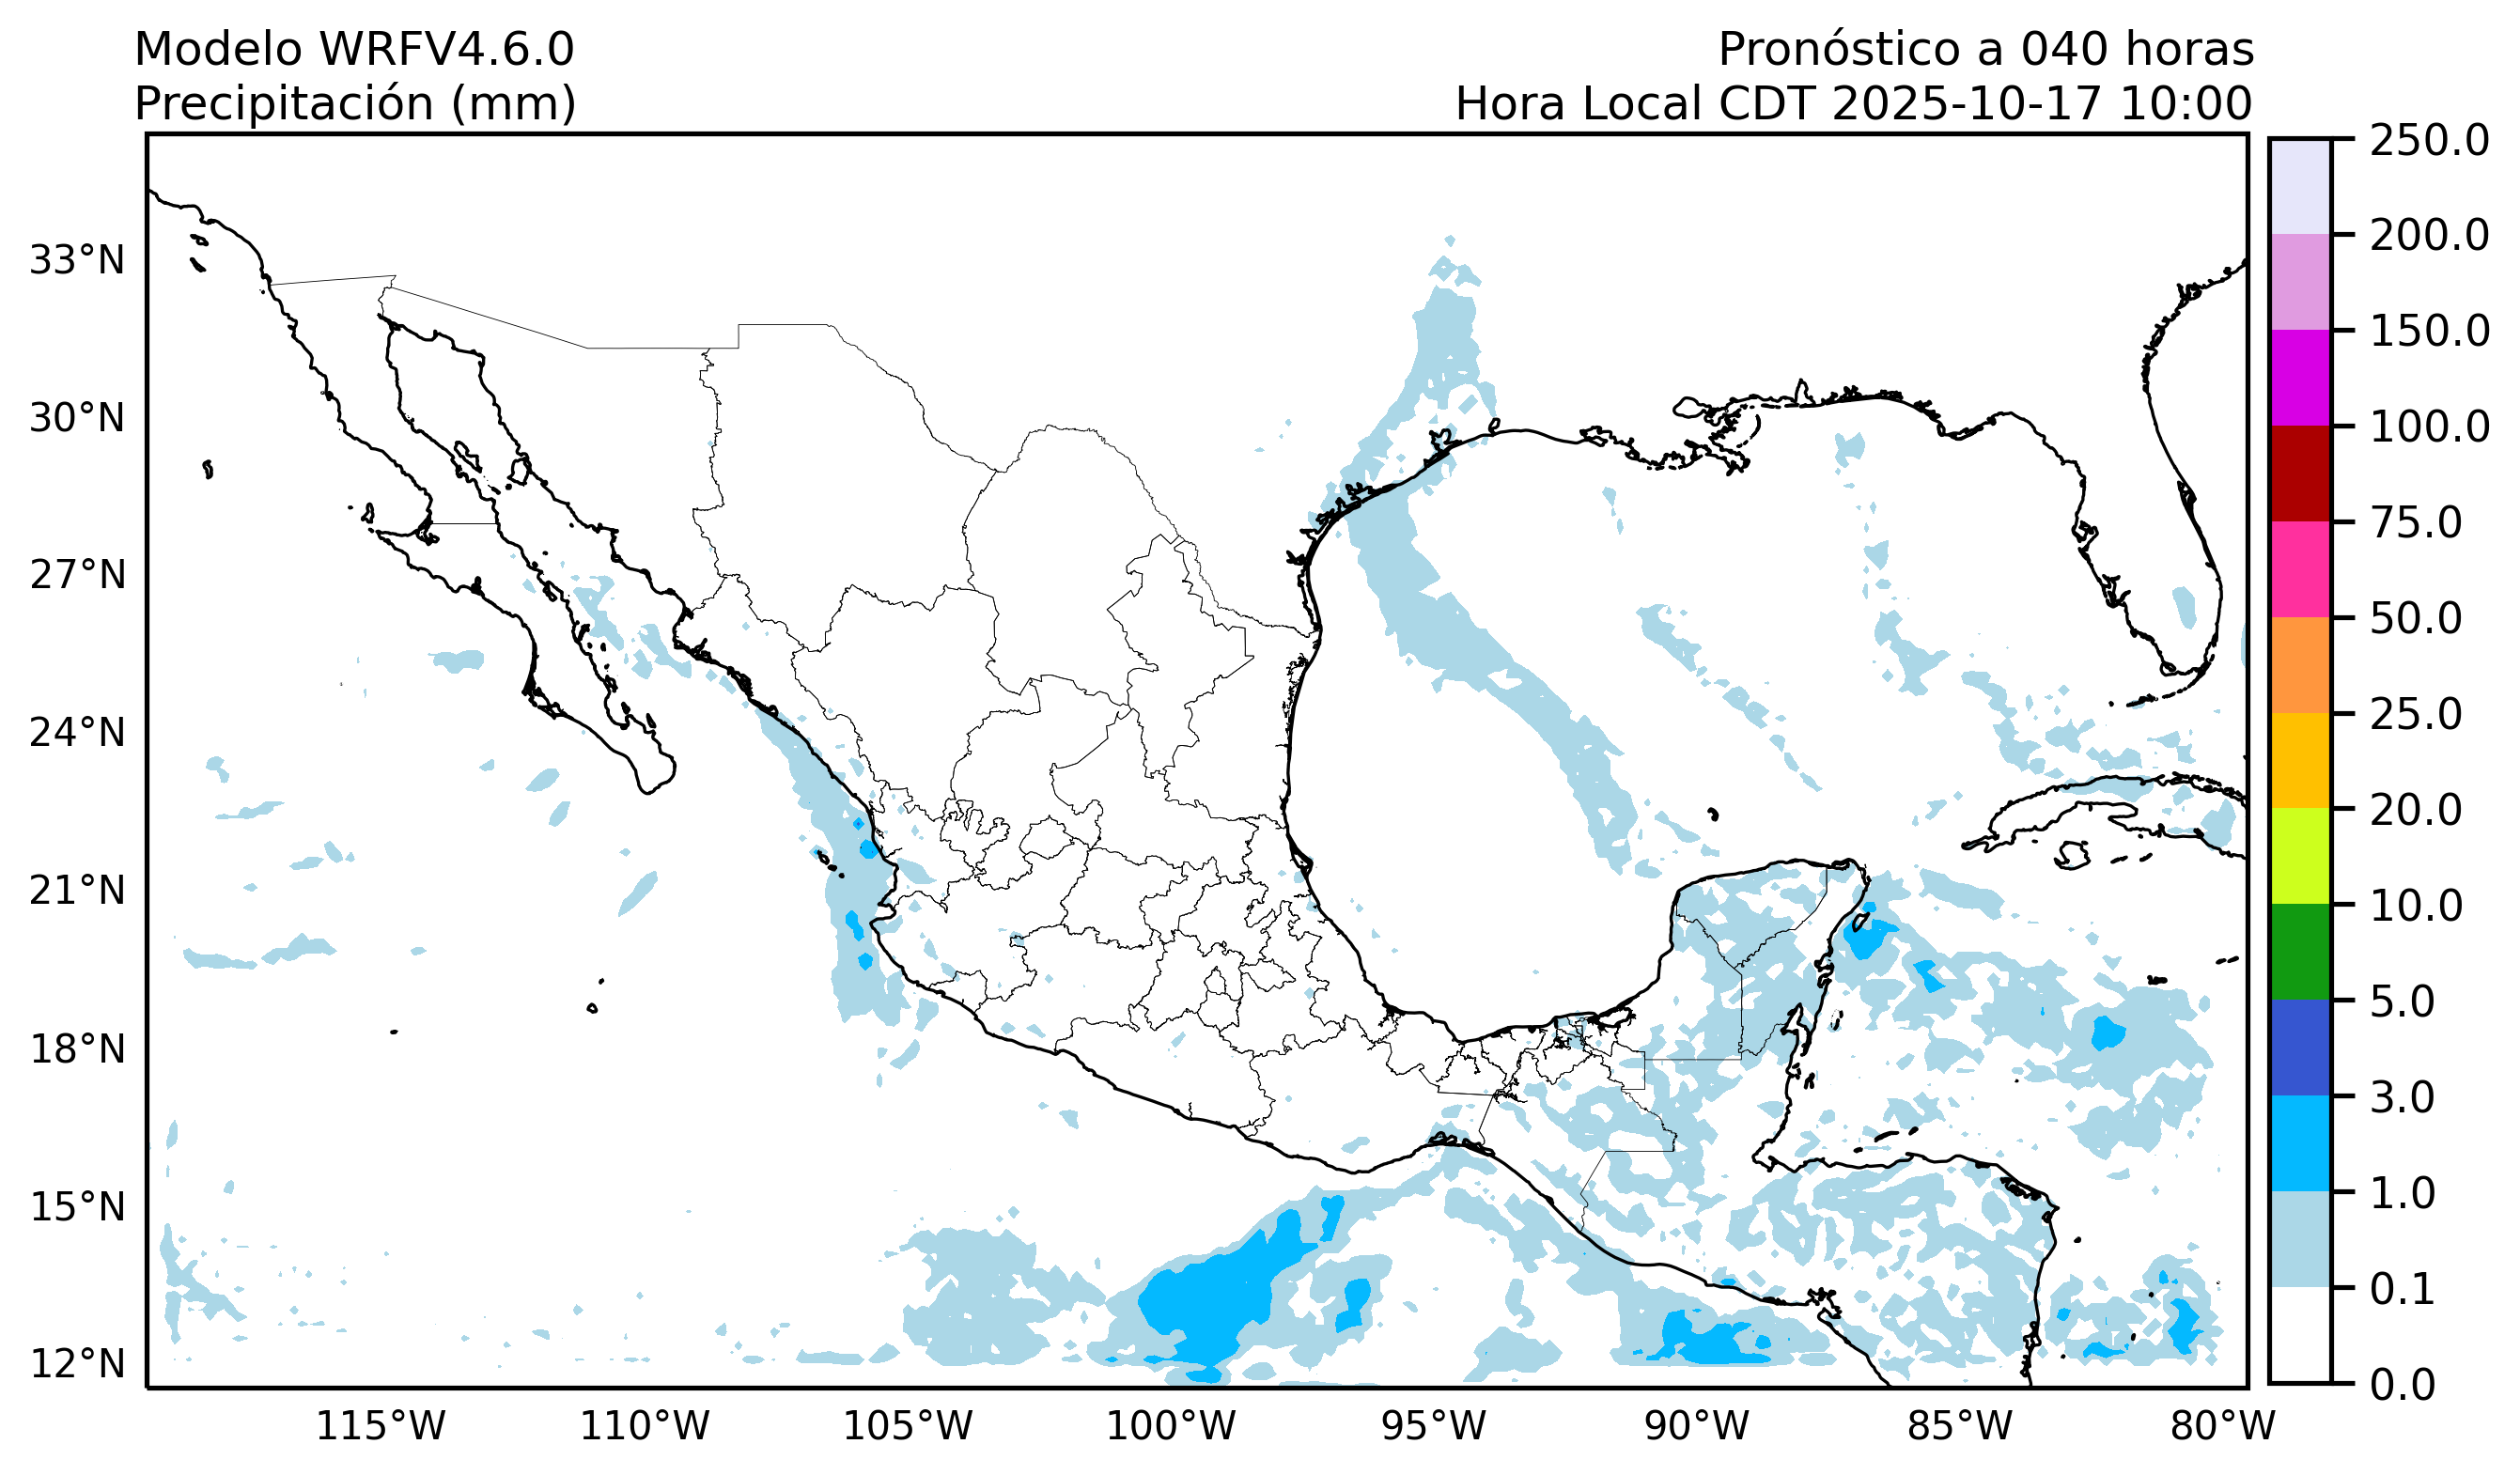 Modelo WRFV4.6.0
Precipitación (mm)
Pronóstico a 040 horas
Hora Local CDT 2025-10-17 10:00
33°N
30°N
27°N
24°N
21°N
18°N
15°N
12°N
115°W
110°W
105°W
100°W
95°W
90°W
85°W
80°W
250.0
200.0
150.0
100.0
75.0
50.0
25.0
20.0
10.0
5.0
3.0
1.0
0.1
0.0